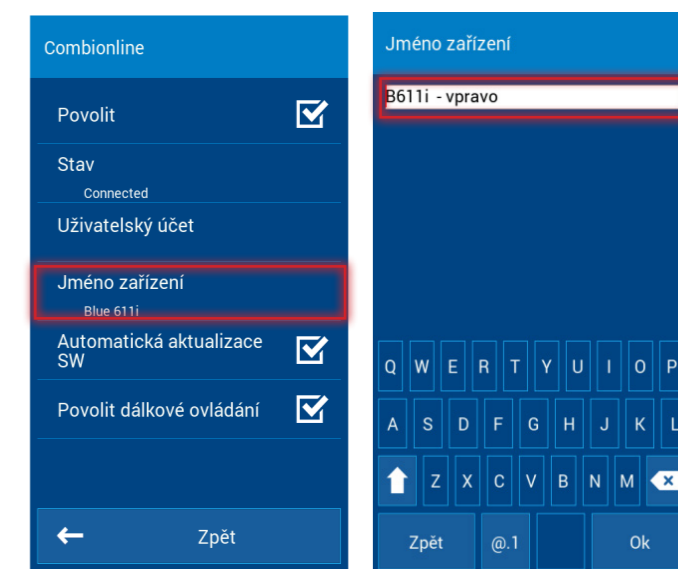 Combionline
Povolit
Stav
Connected
Uživatelský účet
Jméno zařízení
Blue 611i
Automatická aktualizace
SW
Povolit dálkové ovládání
Zpět
Jméno zařízení
B611i - vpravo
Q W E R T Y U I O P
A S D F G H J K L
Z X C V B N M
Zpět @.1 Ok